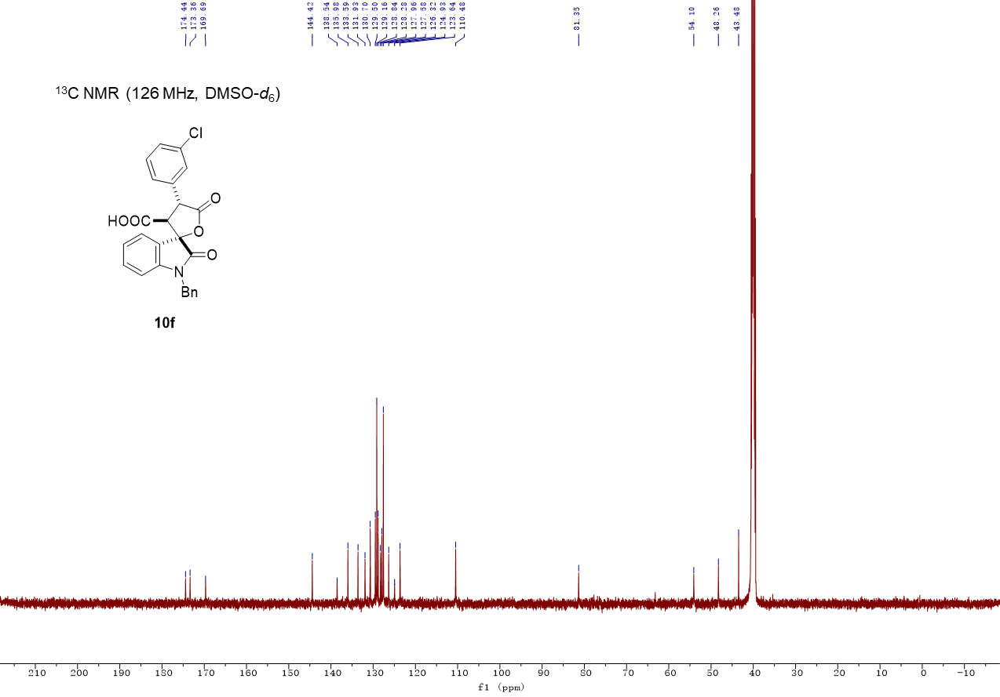 174.44
173.36
169.69
144.42
138.54
135.98
133.59
131.93
130.70
129.50
129.16
128.84
128.28
127.96
127.58
126.32
124.93
123.64
110.48
81.35
54.10
48.26
43.48
¹³C NMR (126 MHz, DMSO-d₆)
Cl
O
HOOC
O
O
N
Bn
10f
210 200 190 180 170 160 150 140 130 120 110 100 90 80 70 60 50 40 30 20 10 0 -10
f1 (ppm)